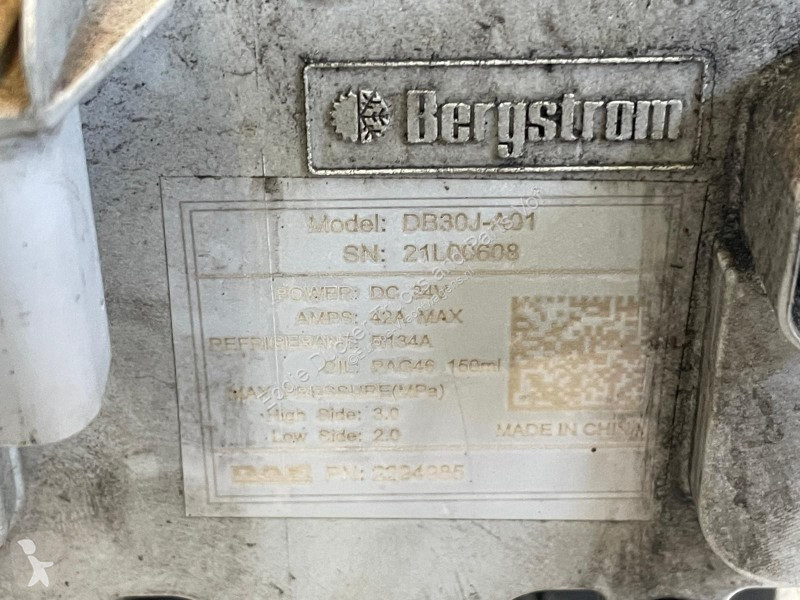 Bergstrom
Model: DB30J-A01
SN: 21L00608
POWER: DC 24V
AMPS: 42A MAX
REFRIGERANT: R134A
OIL: PAG46 150ml
MAX PRESSURE(MPa)
High Side: 3.0
Low Side: 2.0
MADE IN CHINA
DAF PN: